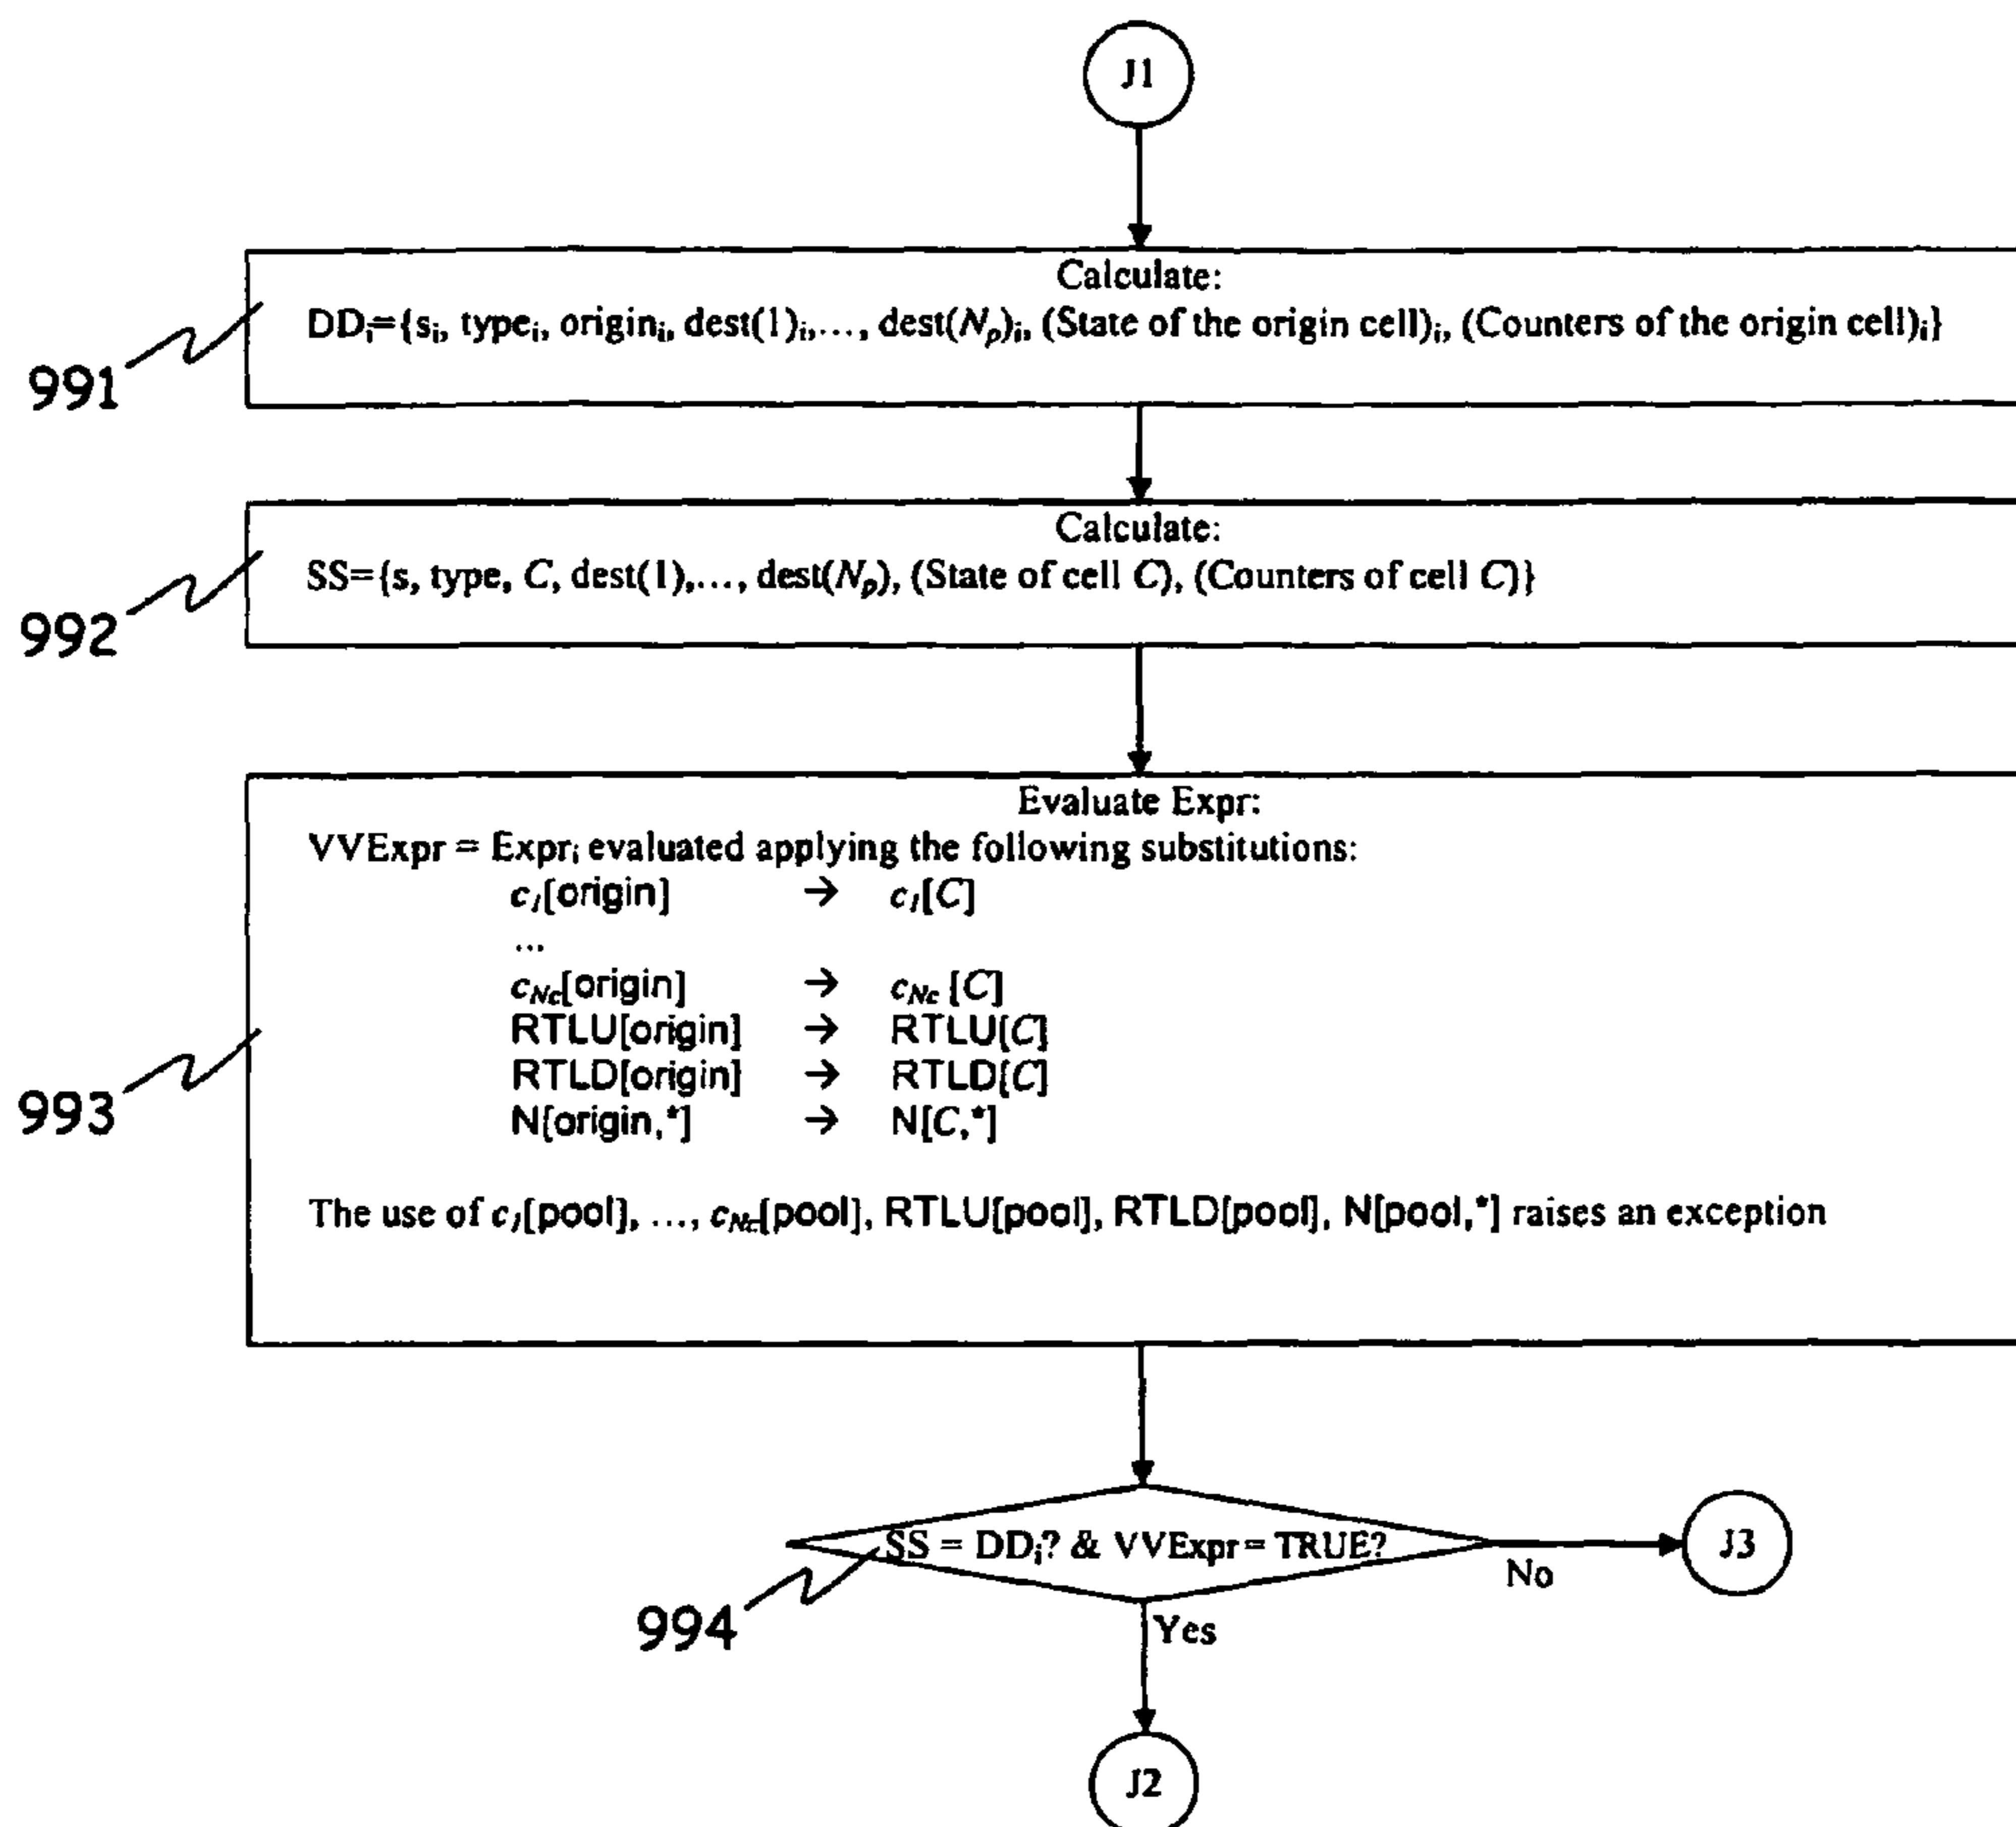 J1
Calculate:
DDᵢ={sᵢ, typeᵢ, originᵢ, dest(1)ᵢ,..., dest(Nₚ)ᵢ, (State of the origin cell)ᵢ, (Counters of the origin cell)ᵢ}
991
Calculate:
SS={s, type, C, dest(1),..., dest(Nₚ), (State of cell C), (Counters of cell C)}
992
Evaluate Expr:
VVExpr = Exprᵢ evaluated applying the following substitutions:
c₁[origin] → c₁[C]
...
c_Nc[origin] → c_Nc [C]
RTLU[origin] → RTLU[C]
RTLD[origin] → RTLD[C]
N[origin,*] → N[C,*]
993
The use of c₁[pool], ..., c_Nc[pool], RTLU[pool], RTLD[pool], N[pool,*] raises an exception
SS = DDᵢ? & VVExpr = TRUE?
J3
No
994
Yes
J2